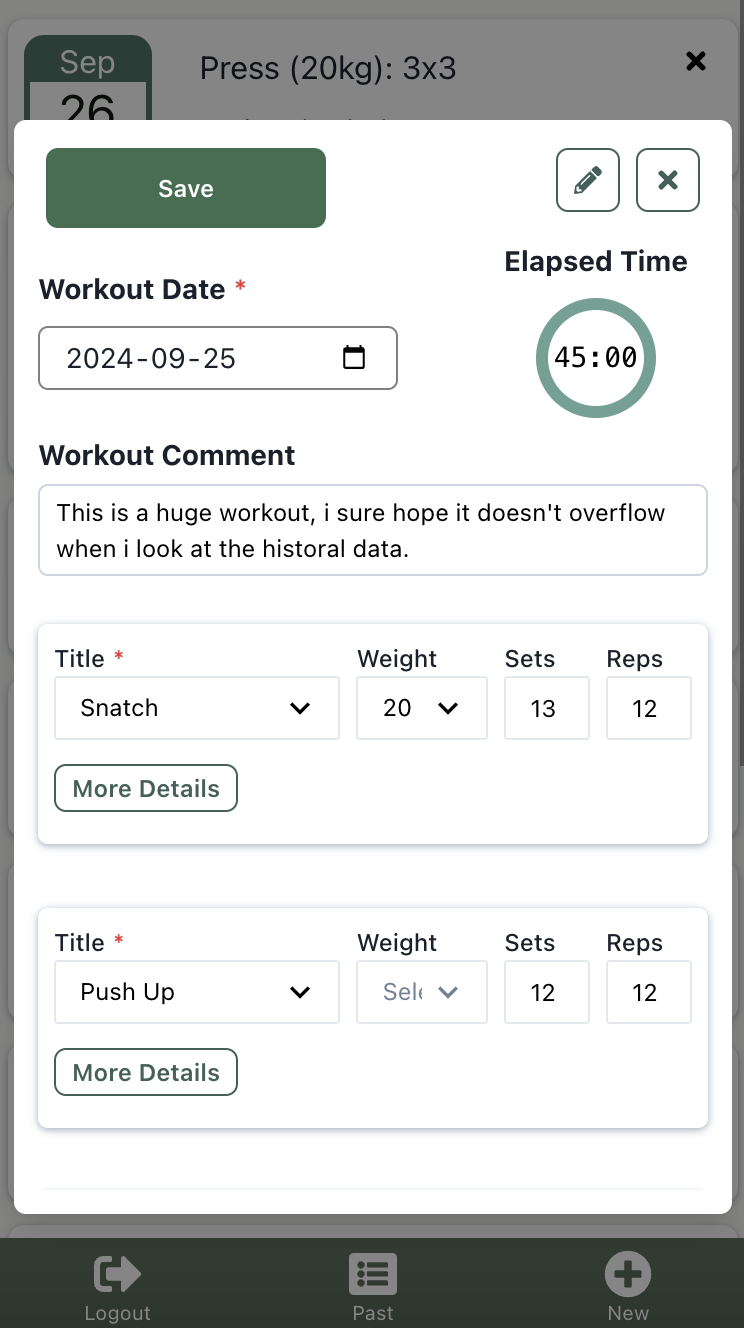 Sep
Press (20kg): 3x3
26
Save
Elapsed Time
Workout Date *
2024-09-25
45:00
Workout Comment
This is a huge workout, i sure hope it doesn't overflow
when i look at the historal data.
Title * Weight Sets Reps
Snatch 20 13 12
More Details
Title * Weight Sets Reps
Push Up Sele 12 12
More Details
Logout Past New